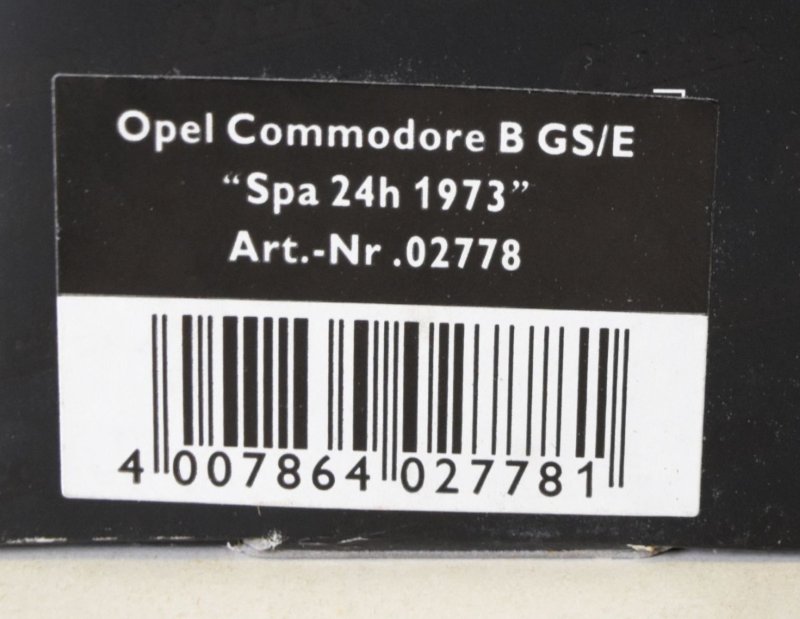 Opel Commodore B GS/E
“Spa 24h 1973”
Art.-Nr .02778
4 007864 027781